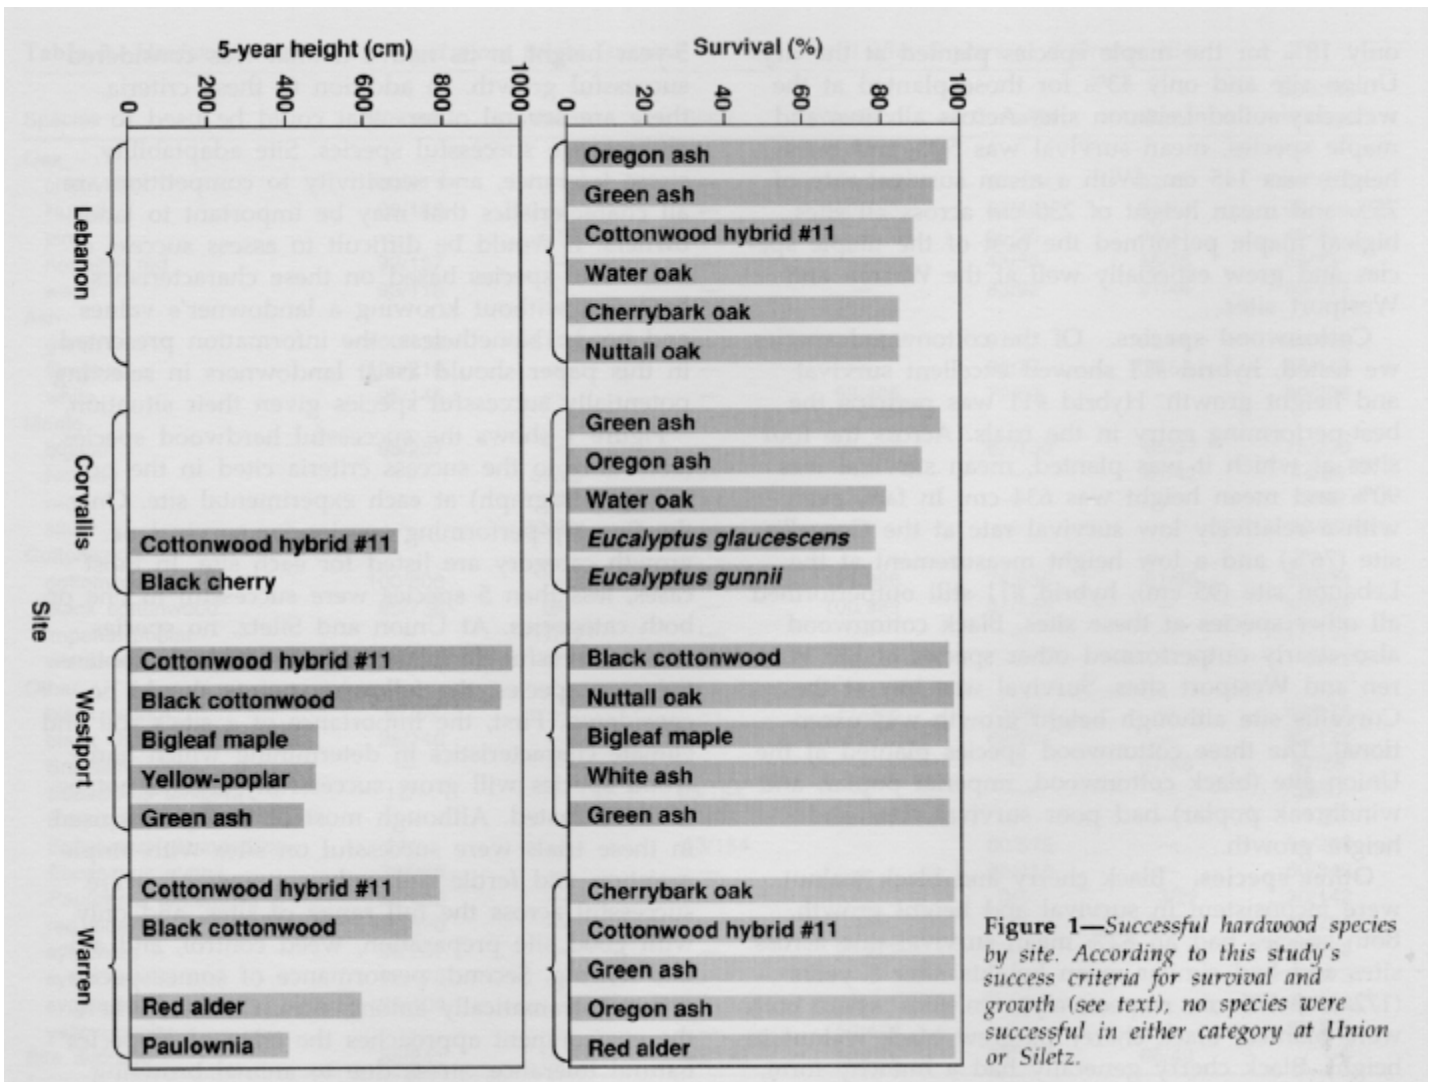 5-year height (cm)
0 200 400 600 800 1000
Survival (%)
0 20 40 60 80 100
Site
Lebanon
Oregon ash
Green ash
Cottonwood hybrid #11
Water oak
Cherrybark oak
Nuttall oak
Corvallis
Cottonwood hybrid #11
Black cherry
Green ash
Oregon ash
Water oak
Eucalyptus glaucescens
Eucalyptus gunnii
Westport
Cottonwood hybrid #11
Black cottonwood
Bigleaf maple
Yellow-poplar
Green ash
Black cottonwood
Nuttall oak
Bigleaf maple
White ash
Green ash
Warren
Cottonwood hybrid #11
Black cottonwood
Red alder
Paulownia
Cherrybark oak
Cottonwood hybrid #11
Green ash
Oregon ash
Red alder
Figure 1—Successful hardwood species
by site. According to this study's
success criteria for survival and
growth (see text), no species were
successful in either category at Union
or Siletz.